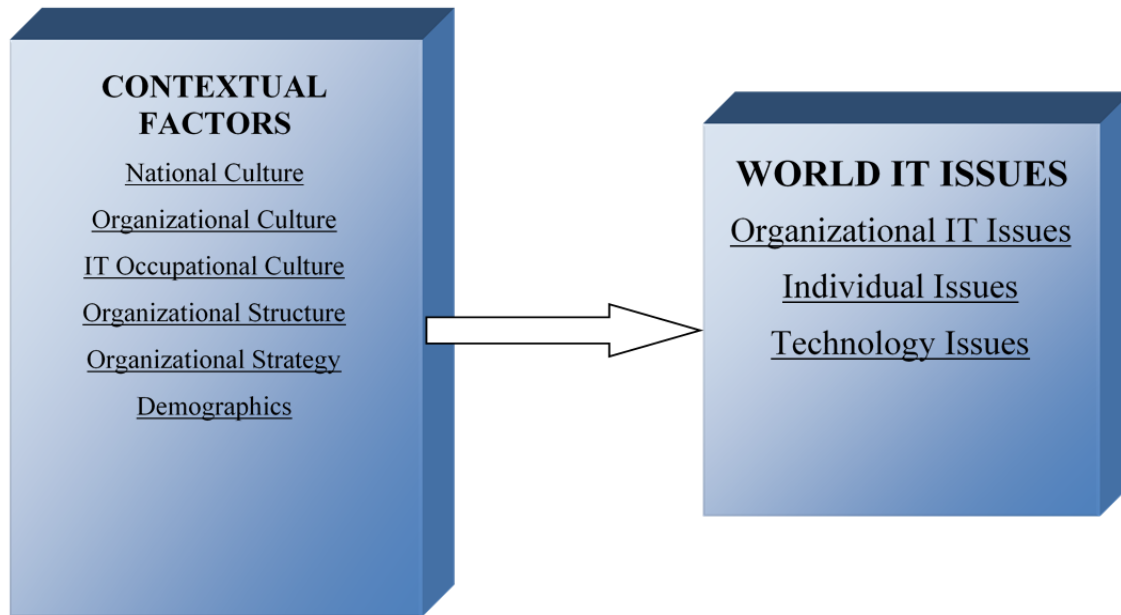 CONTEXTUAL
FACTORS
National Culture
Organizational Culture
IT Occupational Culture
Organizational Structure
Organizational Strategy
Demographics
WORLD IT ISSUES
Organizational IT Issues
Individual Issues
Technology Issues